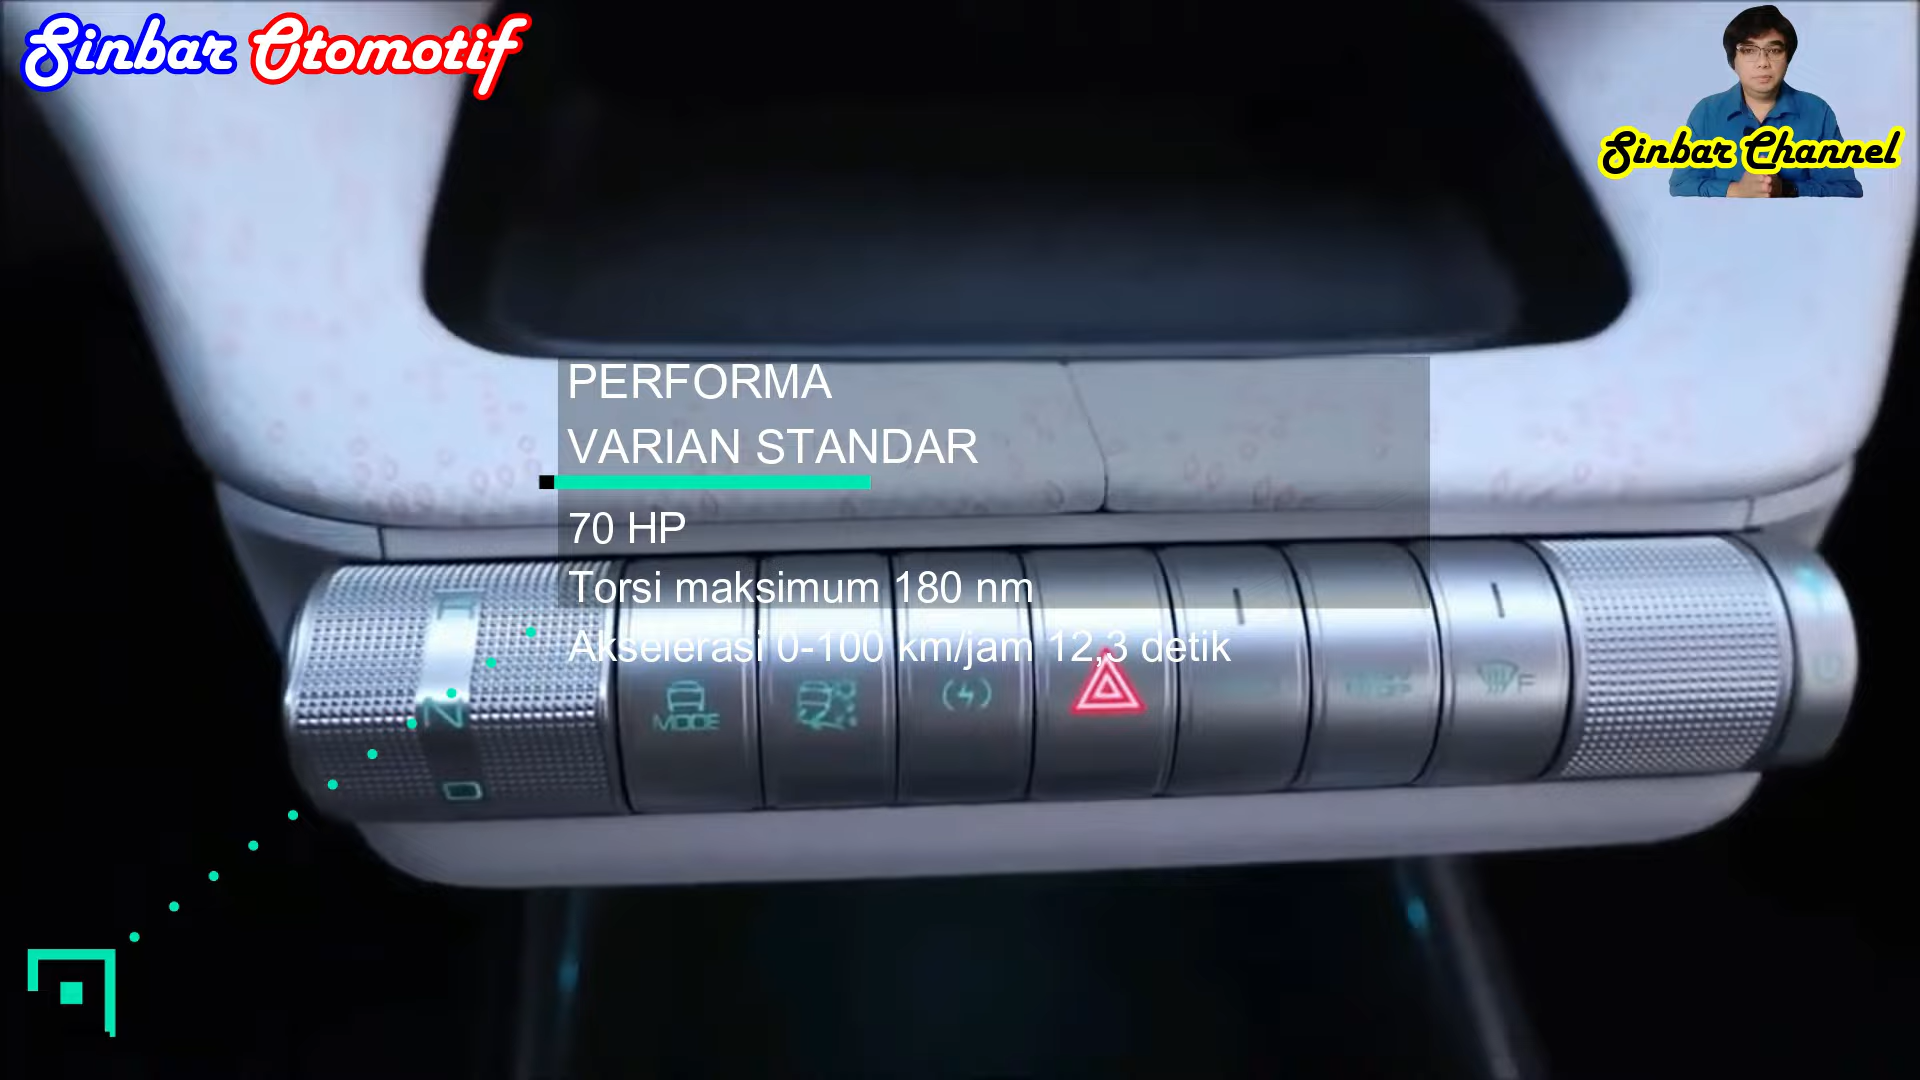 Sinbar Otomotif
Sinbar Channel
PERFORMA
VARIAN STANDAR
70 HP
Torsi maksimum 180 nm
Akselerasi 0-100 km/jam 12,3 detik
MODE
N
D
F